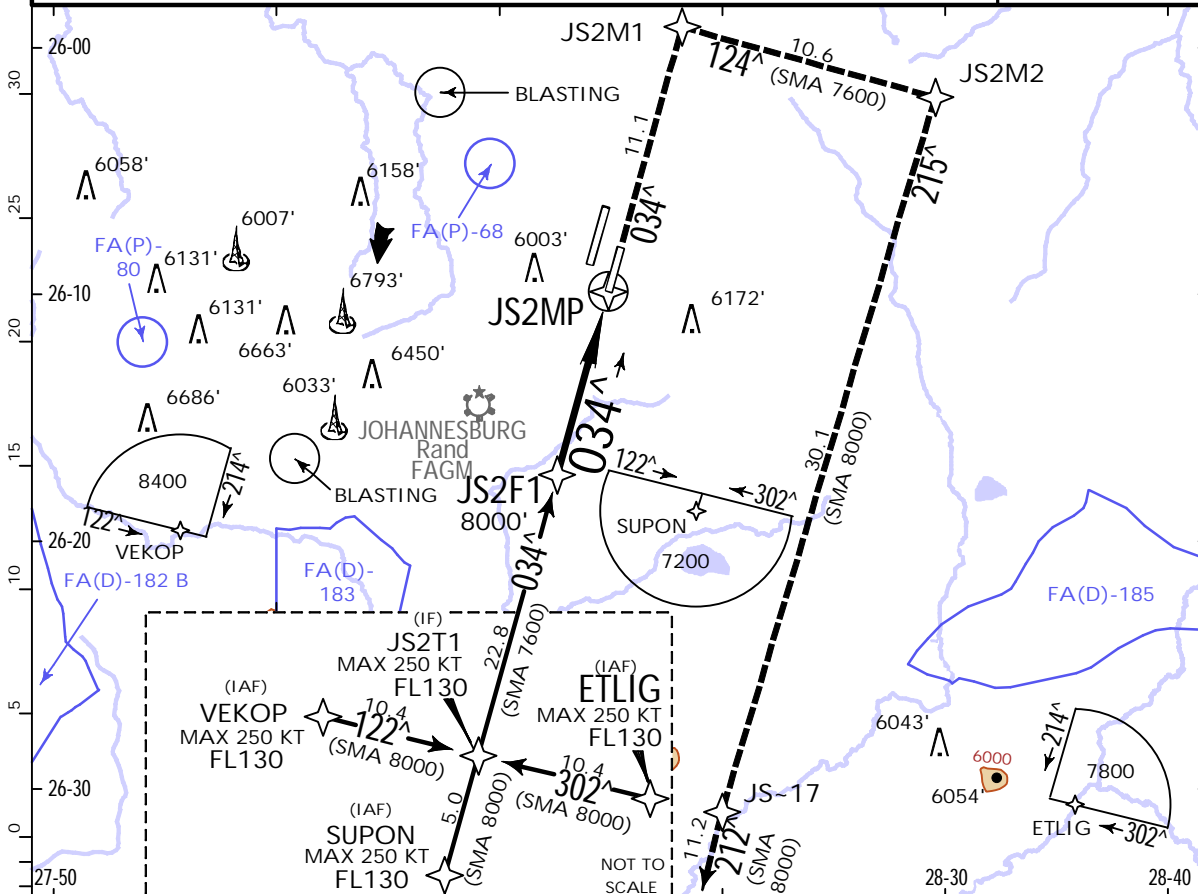 JS2M1
26-00
10.6
124^
(SMA 7600)
JS2M2
30
BLASTING
11.1
215^
6058'
6158'
034^
FA(P)-68
25
6007'
FA(P)-
80
6131'
6003'
6793'
26-10
6131'
JS2MP
6172'
20
6663'
6450'
6033'
6686'
034^
JOHANNESBURG
Rand
FAGM
30.1
(SMA 8000)
15
8400
214^
122^
VEKOP
BLASTING
JS2F1
8000'
122^
302^
SUPON
7200
26-20
034^
10
FA(D)-182 B
FA(D)-
183
FA(D)-185
(IF)
JS2T1
MAX 250 KT
FL130
22.8
(SMA 7600)
(IAF)
ETLIG
MAX 250 KT
FL130
(IAF)
VEKOP
MAX 250 KT
FL130
10.4
122^
(SMA 8000)
10.4
302^
(SMA 8000)
5
6043'
214^
6000
6054'
7800
ETLIG
302^
26-30
JS~17
(IAF)
SUPON
MAX 250 KT
FL130
5.0
(SMA 8000)
11.2
212^
(SMA
8000)
0
NOT TO
SCALE
27-50
28-30
28-40